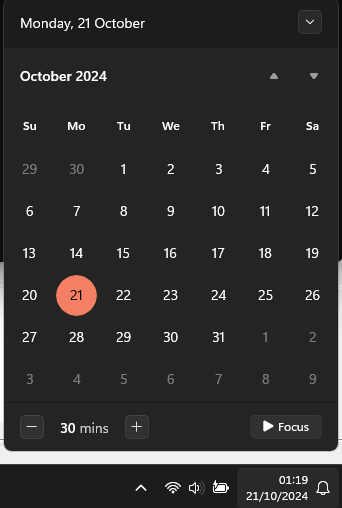 Monday, 21 October
October 2024
Su Mo Tu We Th Fr Sa
29 30 1 2 3 4 5
6 7 8 9 10 11 12
13 14 15 16 17 18 19
20 21 22 23 24 25 26
27 28 29 30 31 1 2
3 4 5 6 7 8 9
30 mins Focus
01:19
21/10/2024